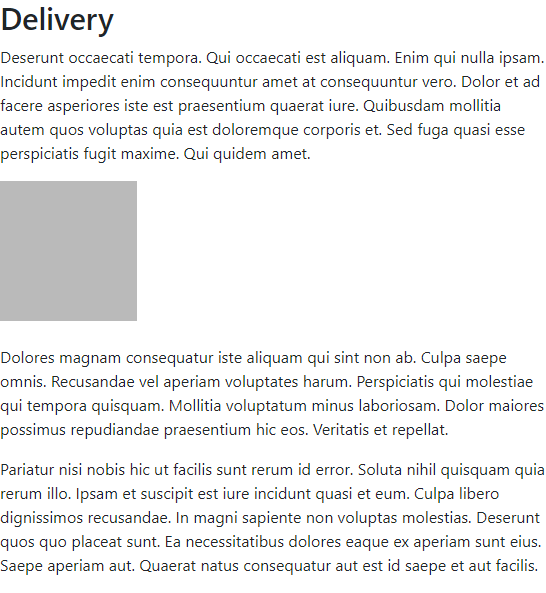 Delivery
Deserunt occaecati tempora. Qui occaecati est aliquam. Enim qui nulla ipsam.
Incidunt impedit enim consequuntur amet at consequuntur vero. Dolor et ad
facere asperiores iste est praesentium quaerat iure. Quibusdam mollitia
autem quos voluptas quia est doloremque corporis et. Sed fuga quasi esse
perspiciatis fugit maxime. Qui quidem amet.
Dolores magnam consequatur iste aliquam qui sint non ab. Culpa saepe
omnis. Recusandae vel aperiam voluptates harum. Perspiciatis qui molestiae
qui tempora quisquam. Mollitia voluptatum minus laboriosam. Dolor maiores
possimus repudiandae praesentium hic eos. Veritatis et repellat.
Pariatur nisi nobis hic ut facilis sunt rerum id error. Soluta nihil quisquam quia
rerum illo. Ipsam et suscipit est iure incidunt quasi et eum. Culpa libero
dignissimos recusandae. In magni sapiente non voluptas molestias. Deserunt
quos quo placeat sunt. Ea necessitatibus dolores eaque ex aperiam sunt eius.
Saepe aperiam aut. Quaerat natus consequatur aut est id saepe et aut facilis.